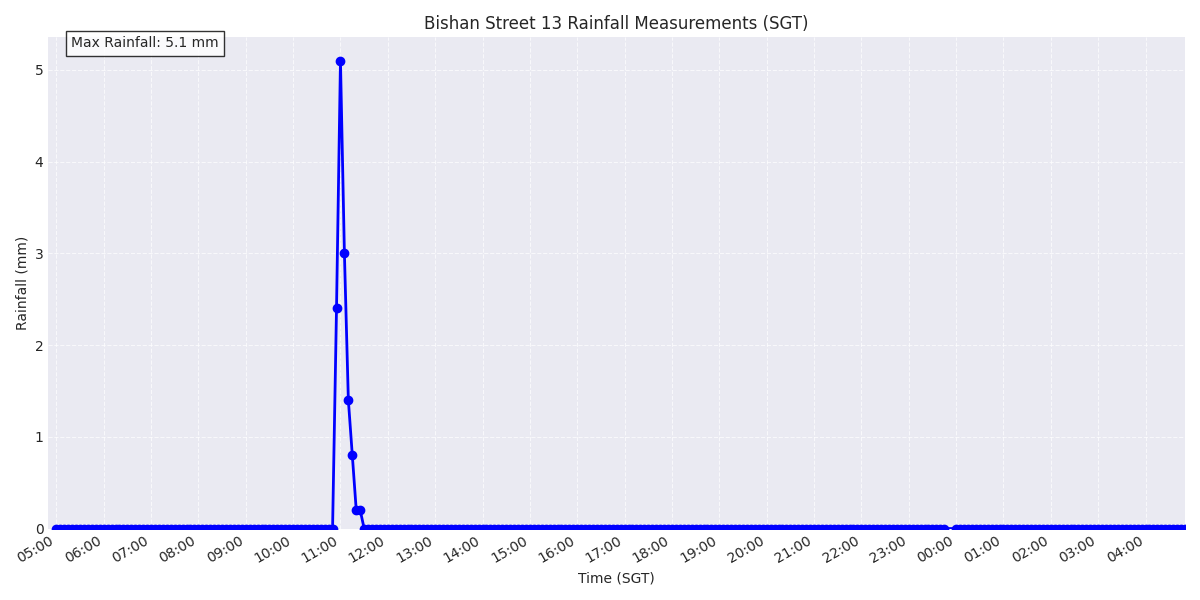 Bishan Street 13 Rainfall Measurements (SGT)
Max Rainfall: 5.1 mm
5
4
3
2
1
0
Rainfall (mm)
05:00 06:00 07:00 08:00 09:00 10:00 11:00 12:00 13:00 14:00 15:00 16:00 17:00 18:00 19:00 20:00 21:00 22:00 23:00 00:00 01:00 02:00 03:00 04:00
Time (SGT)